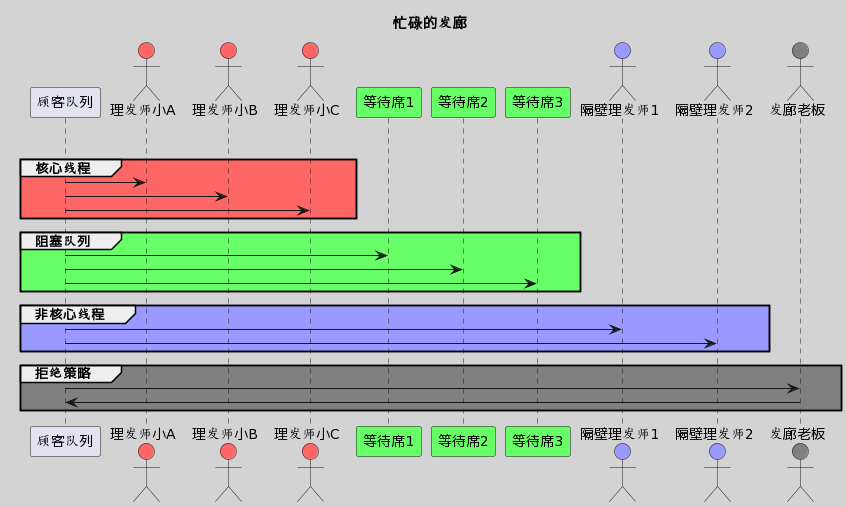 忙碌的发廊
顾客队列
理发师小A
理发师小B
理发师小C
等待席1
等待席2
等待席3
隔壁理发师1
隔壁理发师2
发廊老板
核心线程
阻塞队列
非核心线程
拒绝策略
顾客队列
理发师小A
理发师小B
理发师小C
等待席1
等待席2
等待席3
隔壁理发师1
隔壁理发师2
发廊老板